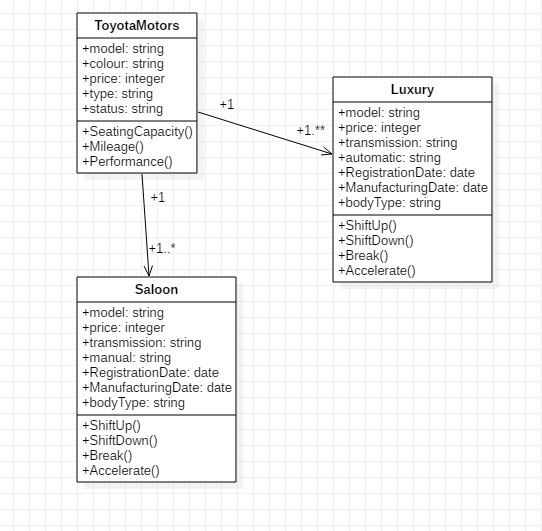 ToyotaMotors
+model: string
+colour: string
+price: integer
+type: string
+status: string
+SeatingCapacity()
+Mileage()
+Performance()
+1
+1.**
Luxury
+model: string
+price: integer
+transmission: string
+automatic: string
+RegistrationDate: date
+ManufacturingDate: date
+bodyType: string
+ShiftUp()
+ShiftDown()
+Break()
+Accelerate()
+1
+1..*
Saloon
+model: string
+price: integer
+transmission: string
+manual: string
+RegistrationDate: date
+ManufacturingDate: date
+bodyType: string
+ShiftUp()
+ShiftDown()
+Break()
+Accelerate()